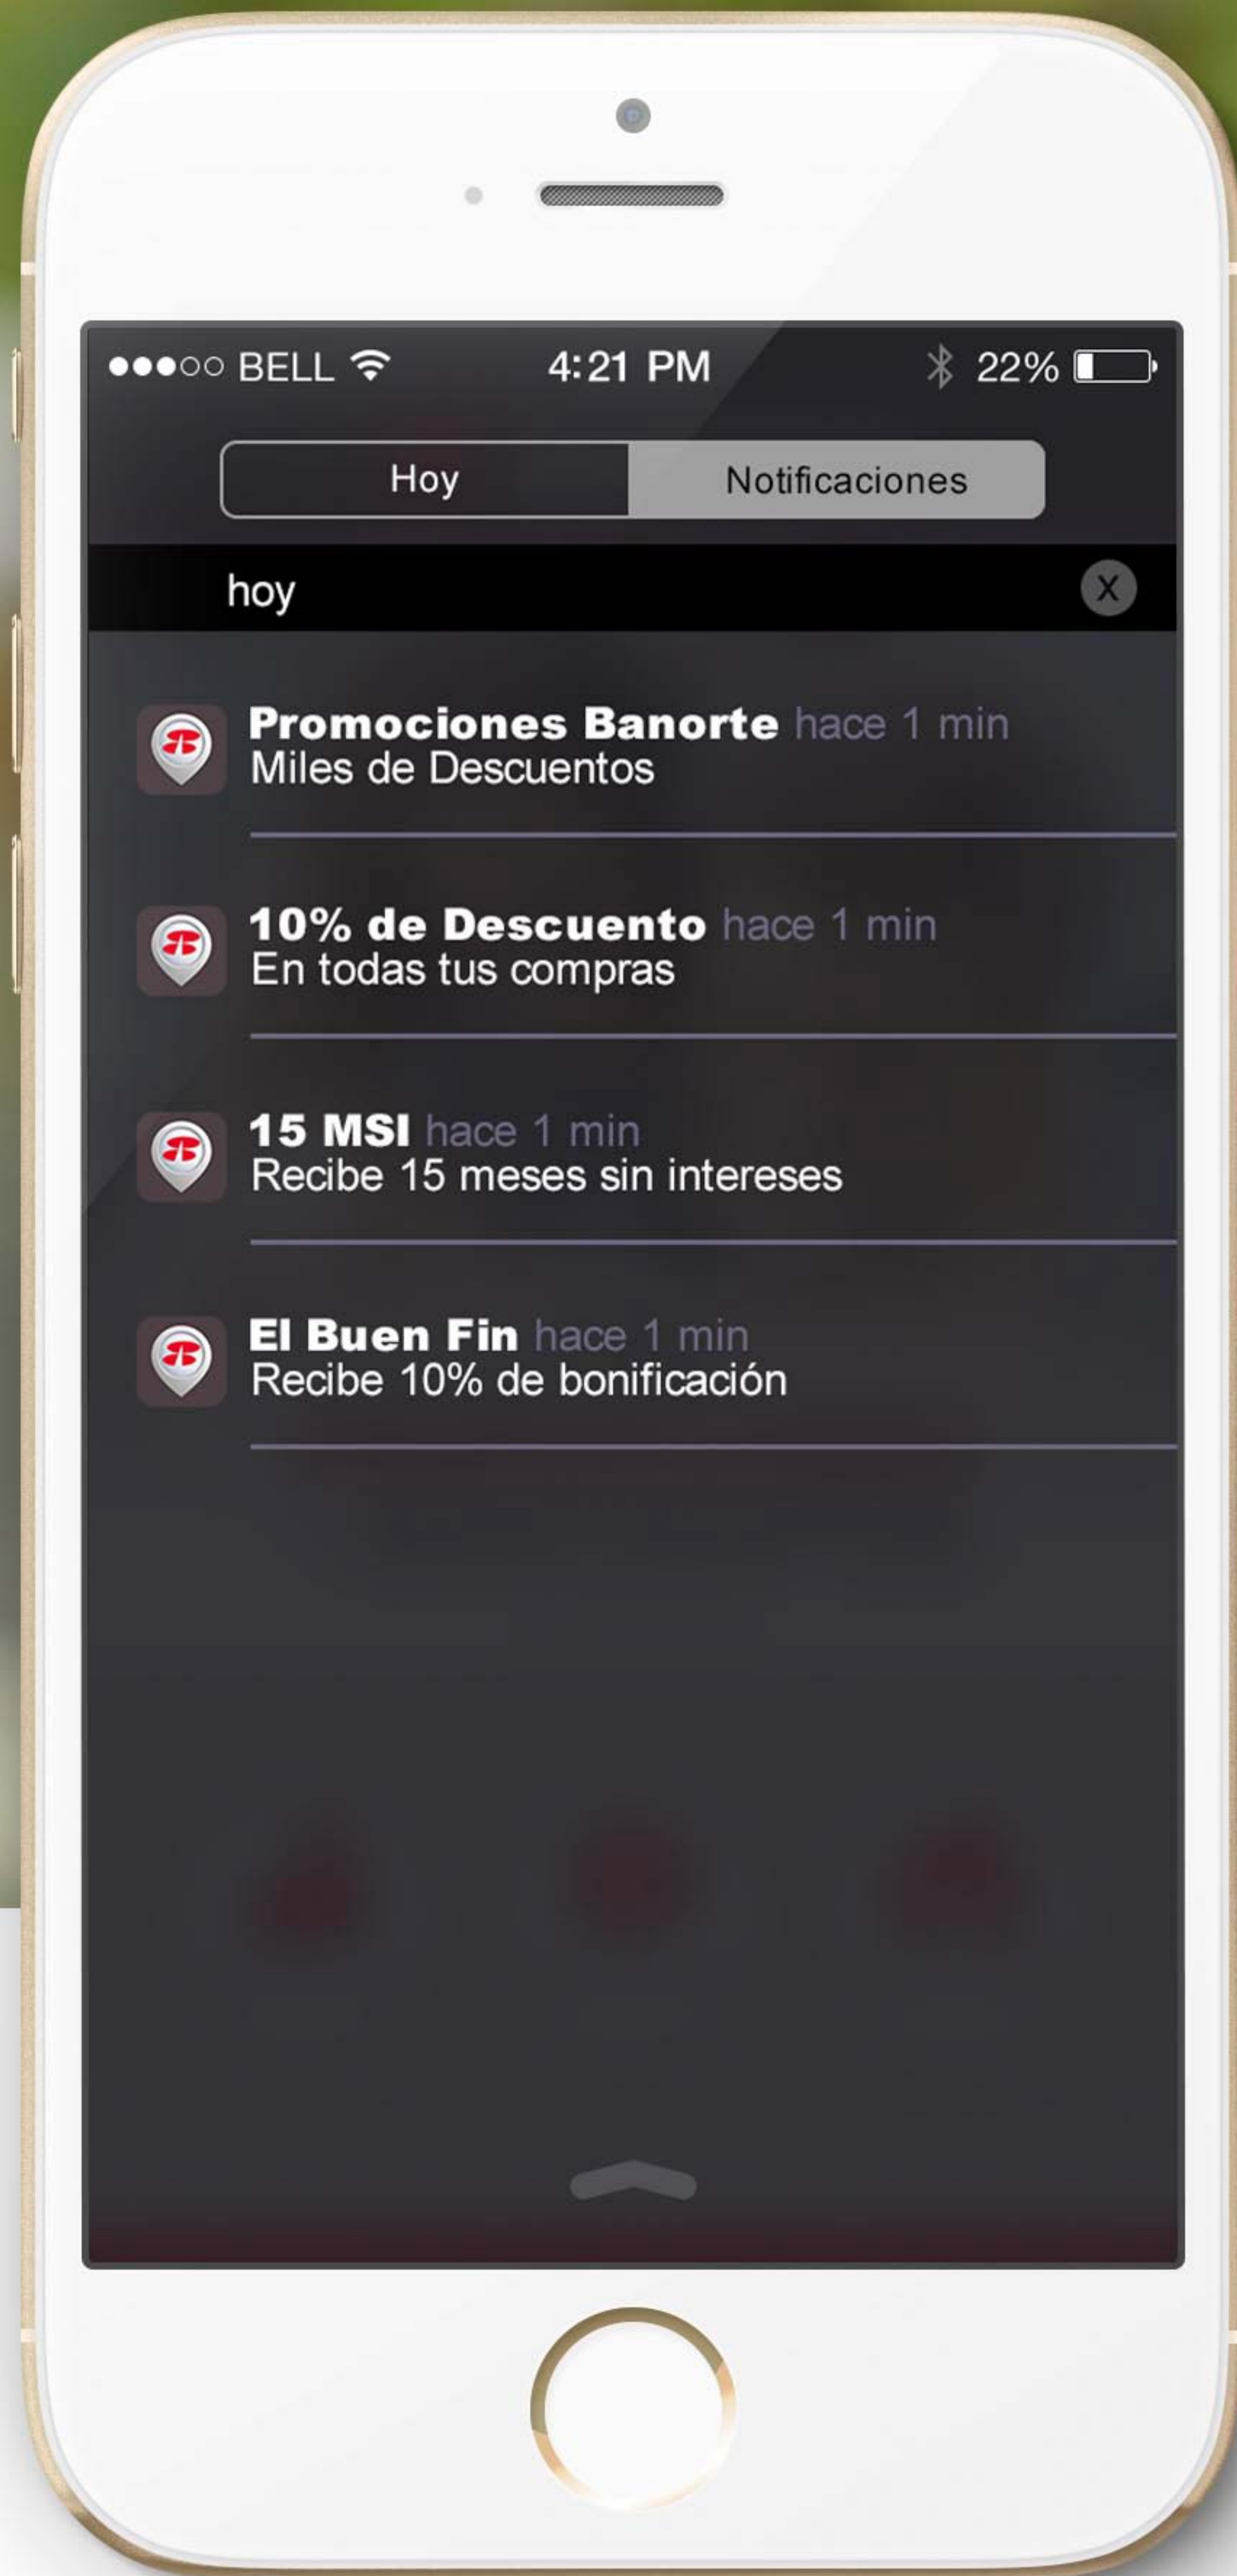 BELL 4:21 PM 22%
Hoy Notificaciones
hoy X
Promociones Banorte hace 1 min
Miles de Descuentos
10% de Descuento hace 1 min
En todas tus compras
15 MSI hace 1 min
Recibe 15 meses sin intereses
El Buen Fin hace 1 min
Recibe 10% de bonificación